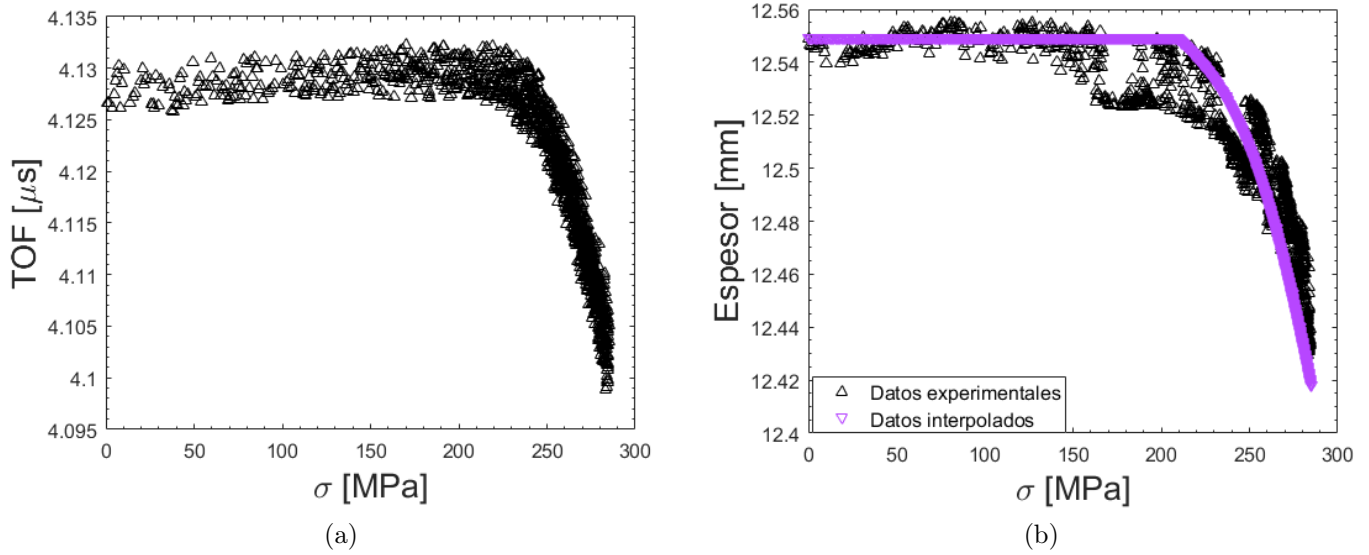 4.135
4.13
4.125
4.12
4.115
4.11
4.105
4.1
4.095
TOF [μs]
0 50 100 150 200 250 300
σ [MPa]
(a)
12.56
12.54
12.52
12.5
12.48
12.46
12.44
12.42
12.4
Espesor [mm]
Datos experimentales
Datos interpolados
0 50 100 150 200 250 300
σ [MPa]
(b)